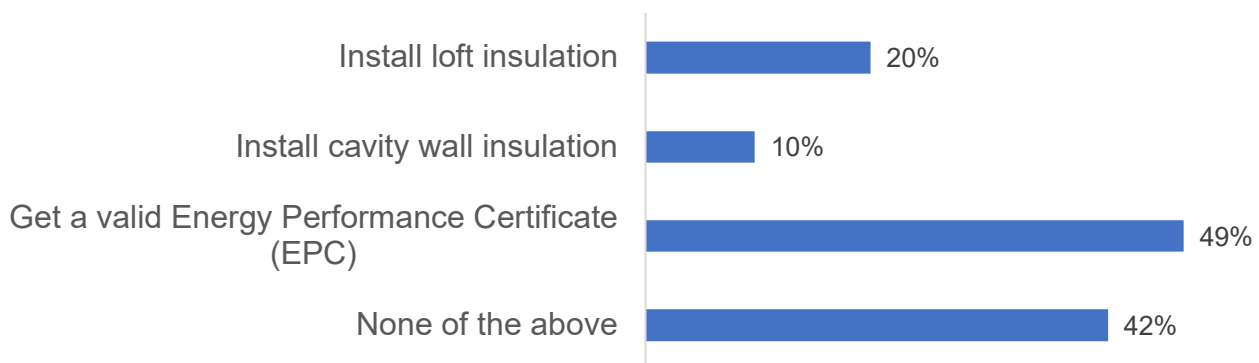 Install loft insulation 20%
Install cavity wall insulation 10%
Get a valid Energy Performance Certificate
(EPC) 49%
None of the above 42%